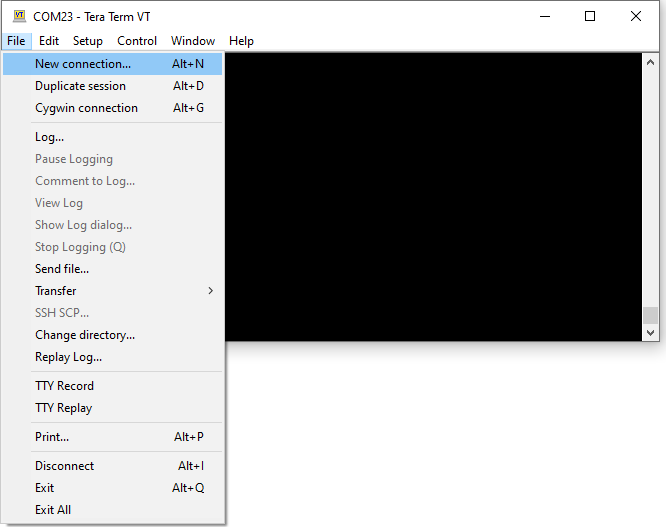 VT COM23 - Tera Term VT
File Edit Setup Control Window Help
New connection... Alt+N
Duplicate session Alt+D
Cygwin connection Alt+G
Log...
Pause Logging
Comment to Log...
View Log
Show Log dialog...
Stop Logging (Q)
Send file...
Transfer
SSH SCP...
Change directory...
Replay Log...
TTY Record
TTY Replay
Print... Alt+P
Disconnect Alt+I
Exit Alt+Q
Exit All